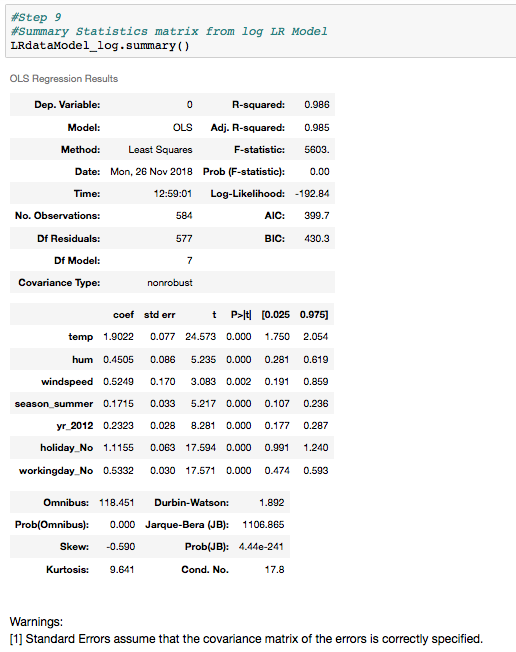 #Step 9
#Summary Statistics matrix from log LR Model
LRdataModel_log.summary()
OLS Regression Results
Dep. Variable: 0 R-squared: 0.986
Model: OLS Adj. R-squared: 0.985
Method: Least Squares F-statistic: 5603.
Date: Mon, 26 Nov 2018 Prob (F-statistic): 0.00
Time: 12:59:01 Log-Likelihood: -192.84
No. Observations: 584 AIC: 399.7
Df Residuals: 577 BIC: 430.3
Df Model: 7
Covariance Type: nonrobust
coef std err t P>|t| [0.025 0.975]
temp 1.9022 0.077 24.573 0.000 1.750 2.054
hum 0.4505 0.086 5.235 0.000 0.281 0.619
windspeed 0.5249 0.170 3.083 0.002 0.191 0.859
season_summer 0.1715 0.033 5.217 0.000 0.107 0.236
yr_2012 0.2323 0.028 8.281 0.000 0.177 0.287
holiday_No 1.1155 0.063 17.594 0.000 0.991 1.240
workingday_No 0.5332 0.030 17.571 0.000 0.474 0.593
Omnibus: 118.451 Durbin-Watson: 1.892
Prob(Omnibus): 0.000 Jarque-Bera (JB): 1106.865
Skew: -0.590 Prob(JB): 4.44e-241
Kurtosis: 9.641 Cond. No. 17.8
Warnings:
[1] Standard Errors assume that the covariance matrix of the errors is correctly specified.